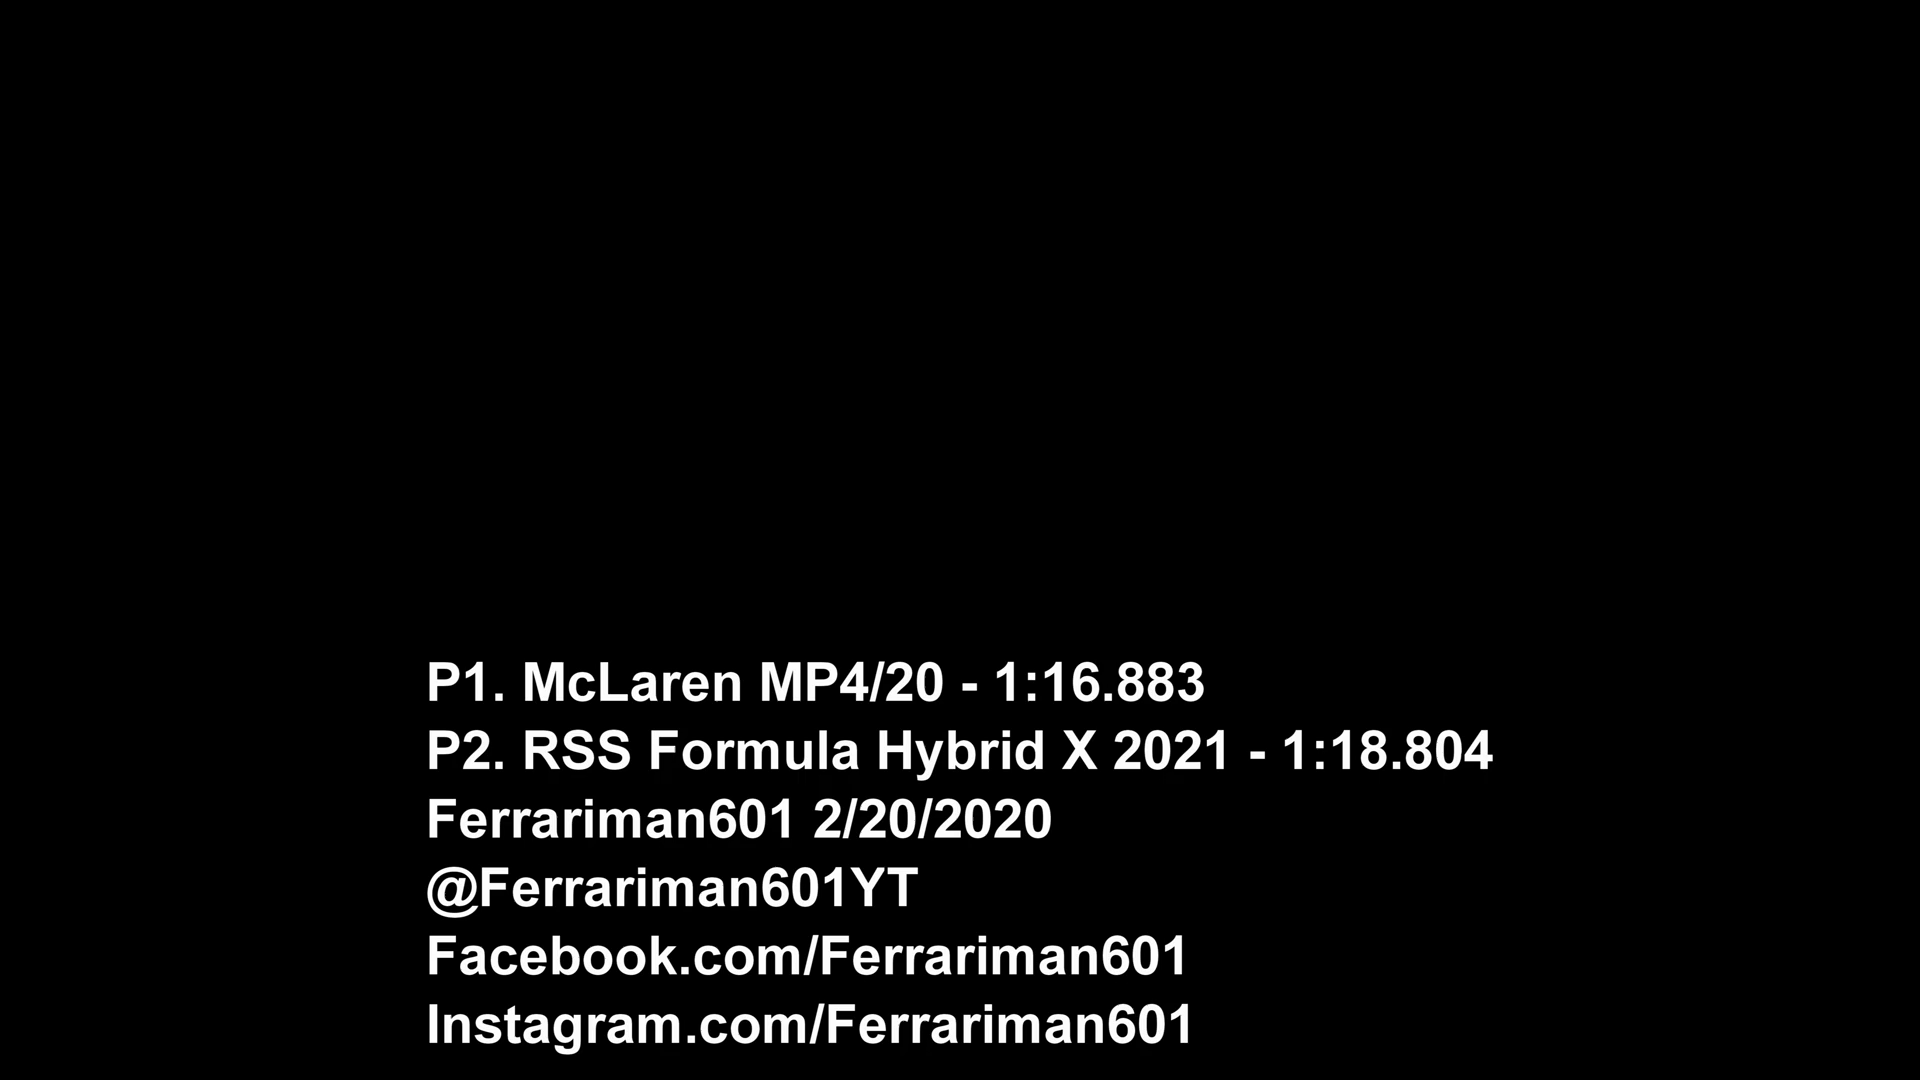 P1. McLaren MP4/20 - 1:16.883
P2. RSS Formula Hybrid X 2021 - 1:18.804
Ferrariman601 2/20/2020
@Ferrariman601YT
Facebook.com/Ferrariman601
Instagram.com/Ferrariman601